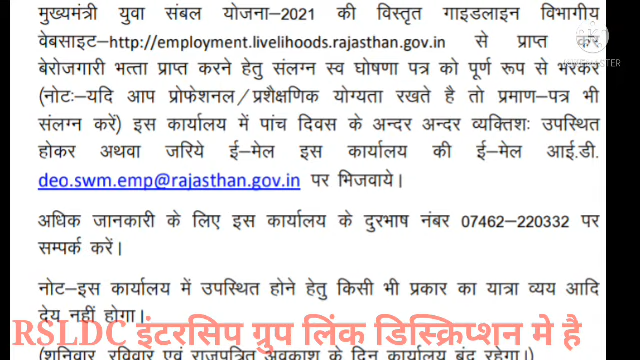 मुख्यमंत्री युवा संबल योजना–2021 की विस्तृत गाइडलाइन विभागीय
वेबसाइट–http://employment.livelihoods.rajasthan.gov.in से प्राप्त कर
बेरोजगारी भत्ता प्राप्त करने हेतु संलग्न स्व घोषणा पत्र को पूर्ण रूप से भरकर
(नोटः–यदि आप प्रोफेशनल/प्रशैक्षणिक योग्यता रखते है तो प्रमाण–पत्र भी
संलग्न करें) इस कार्यालय में पांच दिवस के अन्दर अन्दर व्यक्तिशः उपस्थित
होकर अथवा जरिये ई–मेल इस कार्यालय की ई–मेल आई.डी.
deo.swm.emp@rajasthan.gov.in पर भिजवाये।
अधिक जानकारी के लिए इस कार्यालय के दुरभाष नंबर 07462–220332 पर
सम्पर्क करें।
नोट–इस कार्यालय में उपस्थित होने हेतु किसी भी प्रकार का यात्रा व्यय आदि
देय नहीं होगा।
RSLDC इंटरसिप ग्रुप लिंक डिस्क्रिप्शन मे है
(शनिवार, रविवार एवं राजपत्रित अवकाश के दिन कार्यालय बंद रहेगा।)